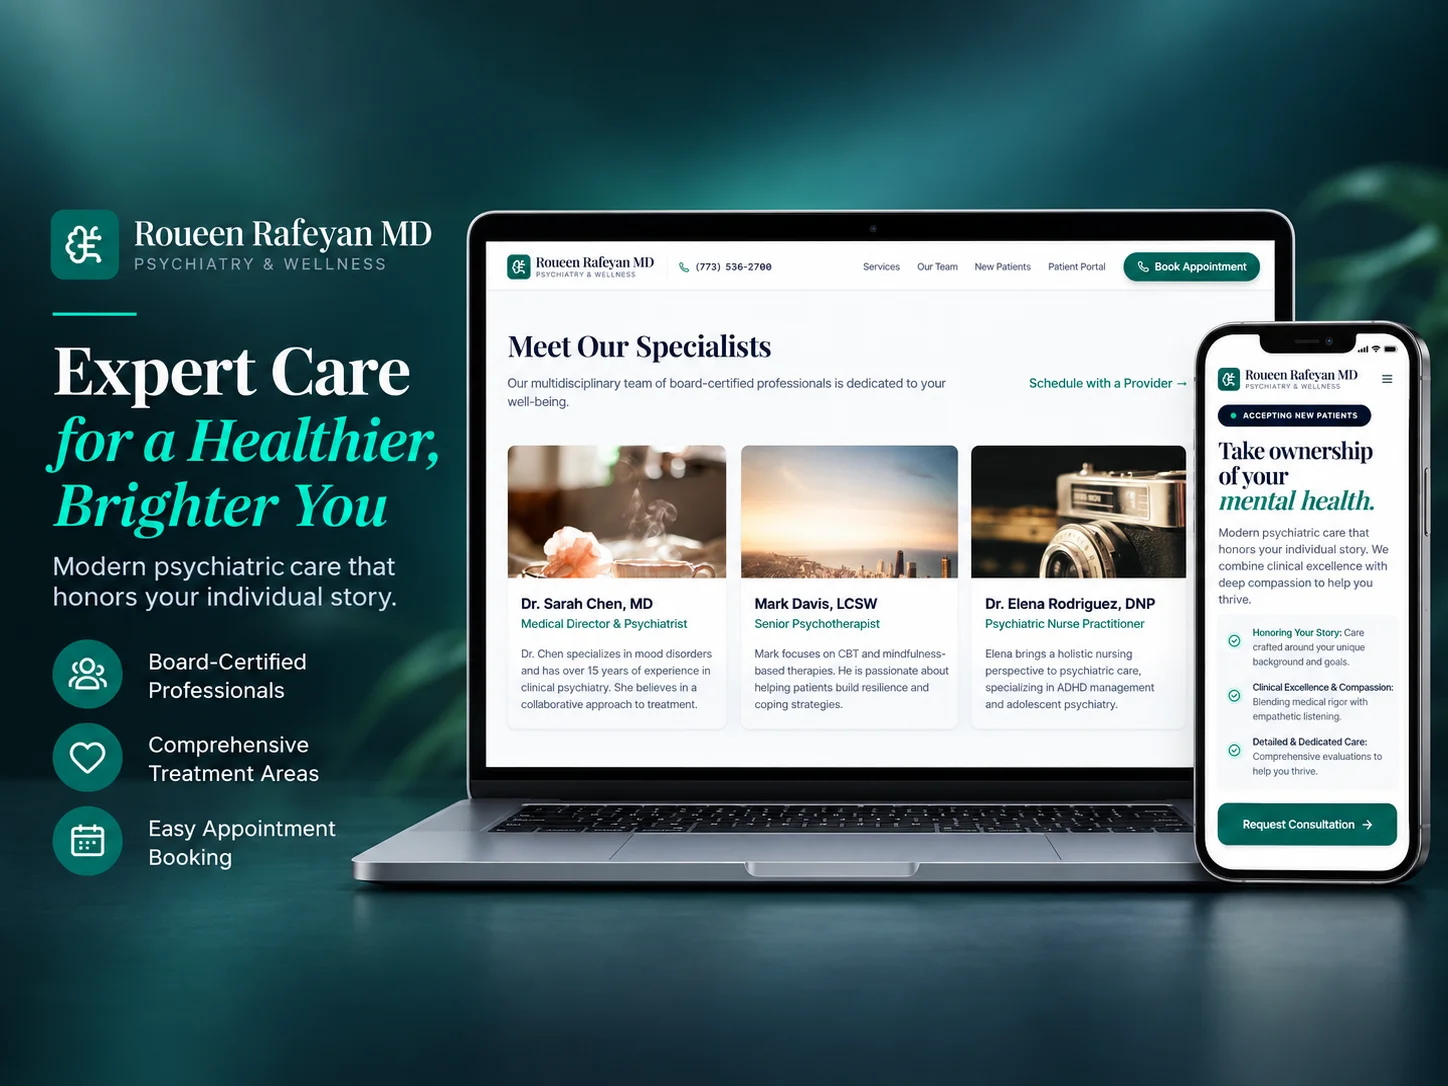 Roueen Rafeyan MD
PSYCHIATRY & WELLNESS
Expert Care
for a Healthier,
Brighter You
Modern psychiatric care that
honors your individual story.
Board-Certified
Professionals
Comprehensive
Treatment Areas
Easy Appointment
Booking
Roueen Rafeyan MD
PSYCHIATRY & WELLNESS
(773) 536-2700
Services
Our Team
New Patients
Patient Portal
Book Appointment
Meet Our Specialists
Our multidisciplinary team of board-certified professionals is dedicated to your
well-being.
Schedule with a Provider →
Dr. Sarah Chen, MD
Medical Director & Psychiatrist
Dr. Chen specializes in mood disorders
and has over 15 years of experience in
clinical psychiatry. She believes in a
collaborative approach to treatment.
Mark Davis, LCSW
Senior Psychotherapist
Mark focuses on CBT and mindfulness-
based therapies. He is passionate about
helping patients build resilience and
coping strategies.
Dr. Elena Rodriguez, DNP
Psychiatric Nurse Practitioner
Elena brings a holistic nursing
perspective to psychiatric care,
specializing in ADHD management
and adolescent psychiatry.
Roueen Rafeyan MD
PSYCHIATRY & WELLNESS
ACCEPTING NEW PATIENTS
Take ownership
of your
mental health.
Modern psychiatric care that
honors your individual story. We
combine clinical excellence with
deep compassion to help you
thrive.
Honoring Your Story: Care
crafted around your unique
background and goals.
Clinical Excellence & Compassion:
Blending medical rigor with
empathetic listening.
Detailed & Dedicated Care:
Comprehensive evaluations to
help you thrive.
Request Consultation →